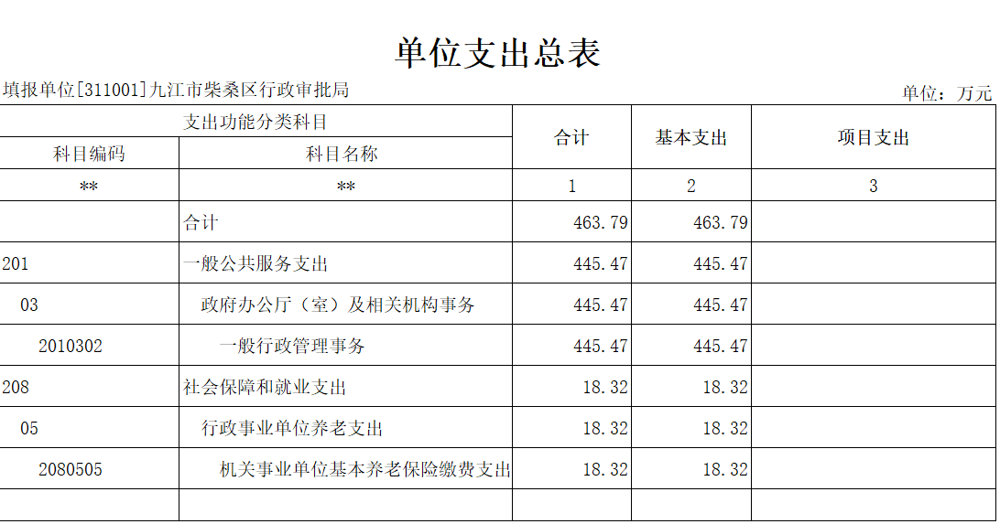 单位支出总表
填报单位[311001]九江市柴桑区行政审批局 单位：万元
支出功能分类科目 合计 基本支出 项目支出
科目编码 科目名称
** ** 1 2 3
合计 463.79 463.79
201 一般公共服务支出 445.47 445.47
03 政府办公厅（室）及相关机构事务 445.47 445.47
2010302 一般行政管理事务 445.47 445.47
208 社会保障和就业支出 18.32 18.32
05 行政事业单位养老支出 18.32 18.32
2080505 机关事业单位基本养老保险缴费支出 18.32 18.32